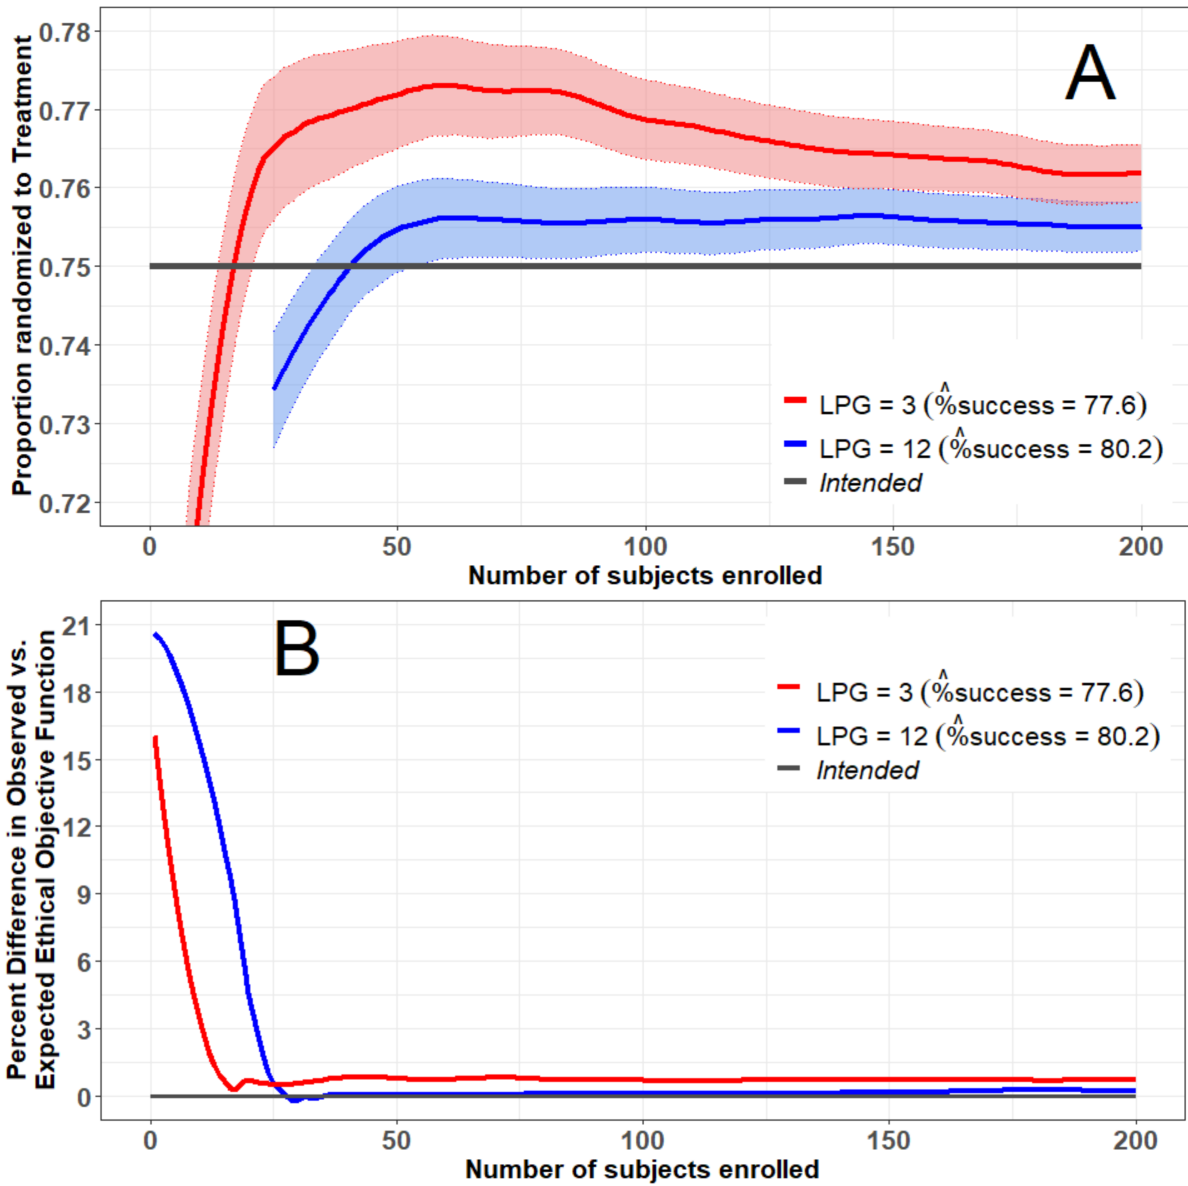 A
Proportion randomized to Treatment
0.78
0.77
0.76
0.75
0.74
0.73
0.72
LPG = 3 (%̂success = 77.6)
LPG = 12 (%̂success = 80.2)
Intended
0 50 100 150 200
Number of subjects enrolled
B
Percent Difference in Observed vs.
Expected Ethical Objective Function
21
18
15
12
9
6
3
0
LPG = 3 (%̂success = 77.6)
LPG = 12 (%̂success = 80.2)
Intended
0 50 100 150 200
Number of subjects enrolled